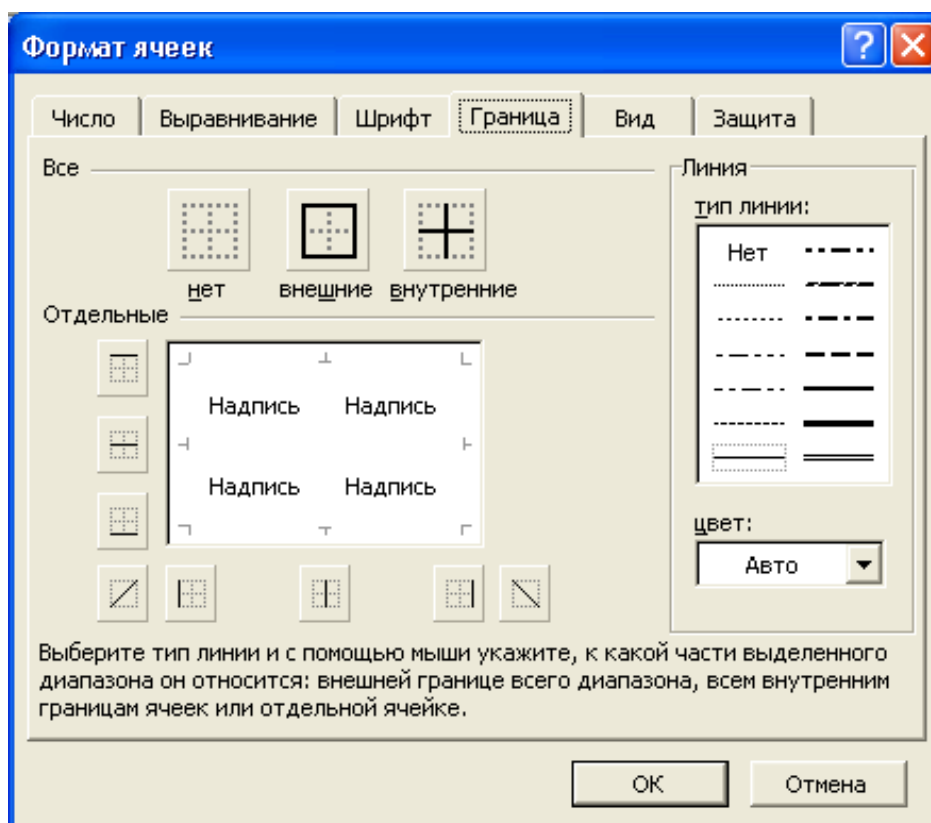 Формат ячеек
Число Выравнивание Шрифт Граница Вид Защита
Все
нет внешние внутренние
Отдельные
Надпись Надпись
Надпись Надпись
Линия
тип линии:
Нет
цвет:
Авто
Выберите тип линии и с помощью мыши укажите, к какой части выделенного
диапазона он относится: внешней границе всего диапазона, всем внутренним
границам ячеек или отдельной ячейке.
ОК Отмена